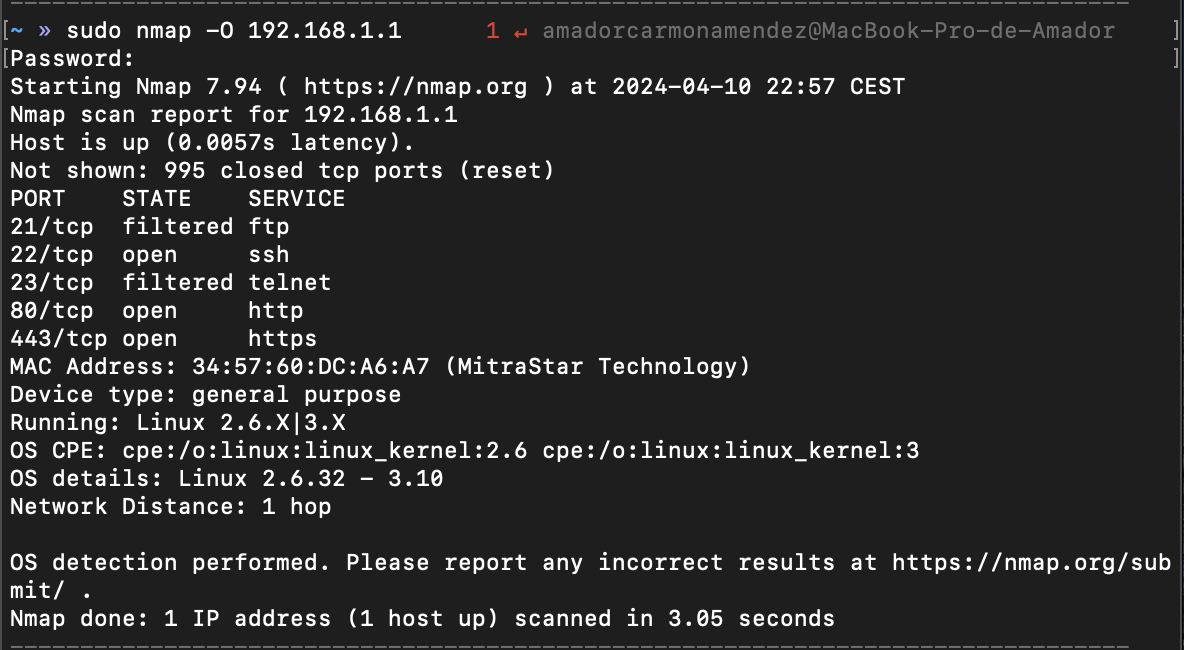 ~ » sudo nmap -O 192.168.1.1      1 ↵ amadorcarmonamendez@MacBook-Pro-de-Amador
Password:
Starting Nmap 7.94 ( https://nmap.org ) at 2024-04-10 22:57 CEST
Nmap scan report for 192.168.1.1
Host is up (0.0057s latency).
Not shown: 995 closed tcp ports (reset)
PORT    STATE    SERVICE
21/tcp  filtered ftp
22/tcp  open     ssh
23/tcp  filtered telnet
80/tcp  open     http
443/tcp open     https
MAC Address: 34:57:60:DC:A6:A7 (MitraStar Technology)
Device type: general purpose
Running: Linux 2.6.X|3.X
OS CPE: cpe:/o:linux:linux_kernel:2.6 cpe:/o:linux:linux_kernel:3
OS details: Linux 2.6.32 - 3.10
Network Distance: 1 hop

OS detection performed. Please report any incorrect results at https://nmap.org/sub
mit/ .
Nmap done: 1 IP address (1 host up) scanned in 3.05 seconds